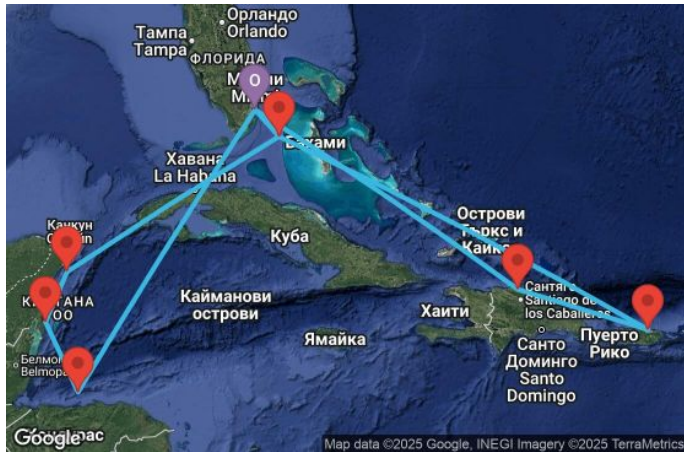 Орландо
Orlando
Тампа
Tampa
ФЛОРИДА
O
Бахами
Хавана
La Habana
Острови
Търкс и
Канкун
Куба
Сантяго
Santiago de
los Caballeros
Кайманови
острови
Хаити
Пуерто
Рико
Ямайка
Санто
Доминго
Santo
Domingo
Belmopan
Google
Map data ©2025 Google, INEGI Imagery ©2025 TerraMetrics